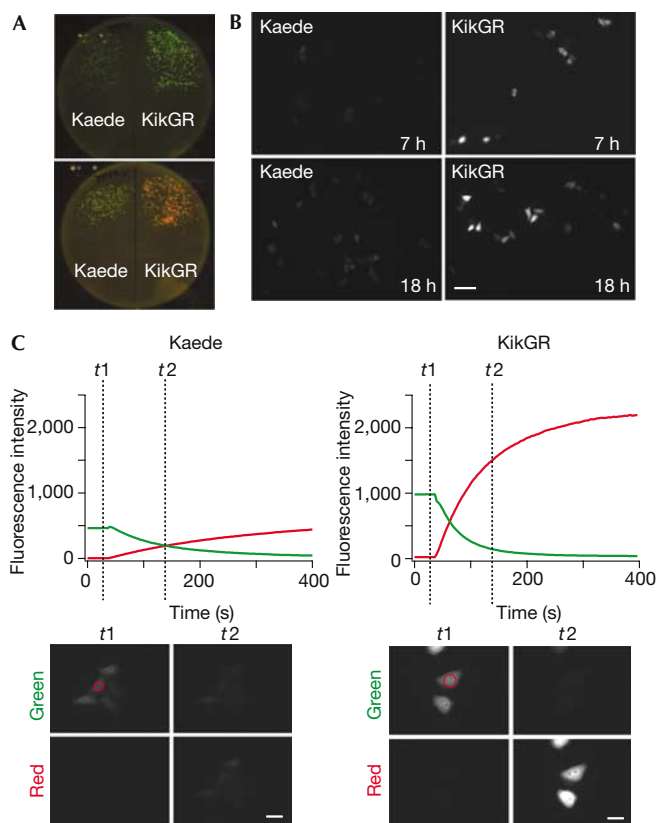 A
Kaede KikGR
Kaede KikGR
B
Kaede KikGR
7 h 7 h
Kaede KikGR
18 h 18 h
C
Kaede KikGR
t1 t2 t1 t2
Fluorescence intensity
2,000
1,000
0
0 200 400
Time (s)
Fluorescence intensity
2,000
1,000
0
0 200 400
Time (s)
t1 t2
Green
Red
t1 t2
Green
Red